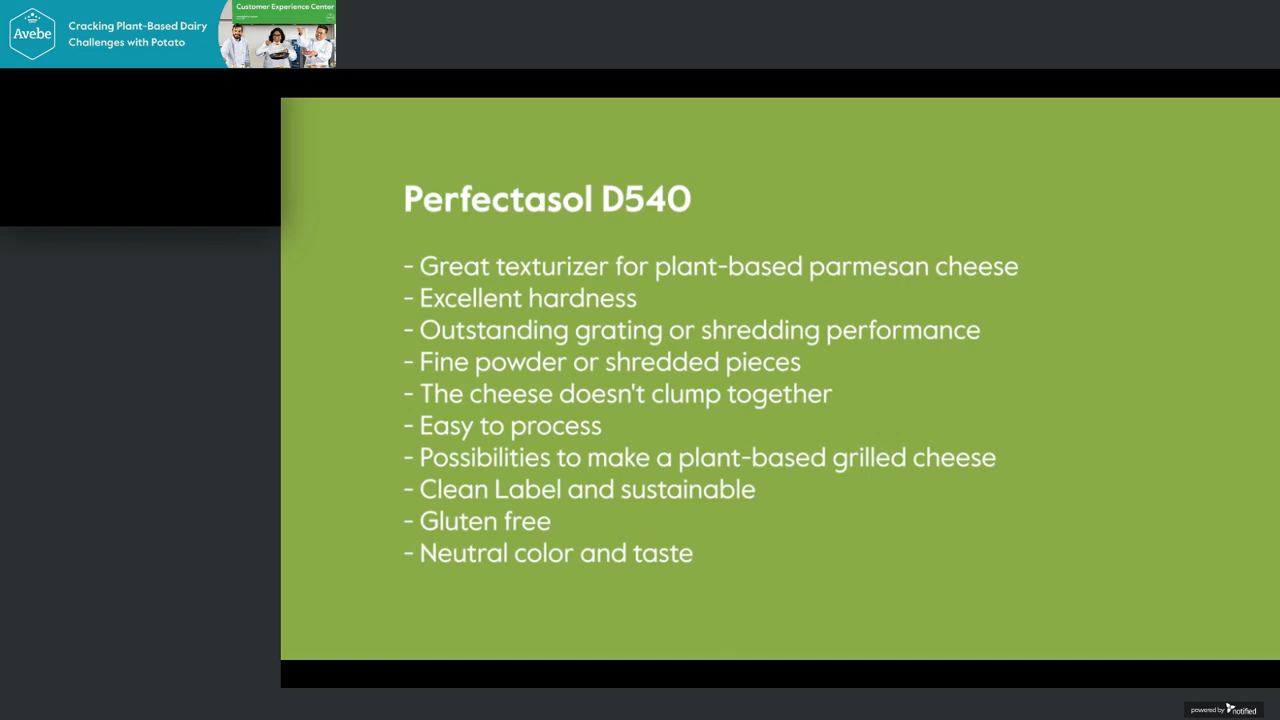 Avebe
Cracking Plant-Based Dairy
Challenges with Potato
Customer Experience Center
Perfectasol D540
- Great texturizer for plant-based parmesan cheese
- Excellent hardness
- Outstanding grating or shredding performance
- Fine powder or shredded pieces
- The cheese doesn't clump together
- Easy to process
- Possibilities to make a plant-based grilled cheese
- Clean Label and sustainable
- Gluten free
- Neutral color and taste
powered by notified